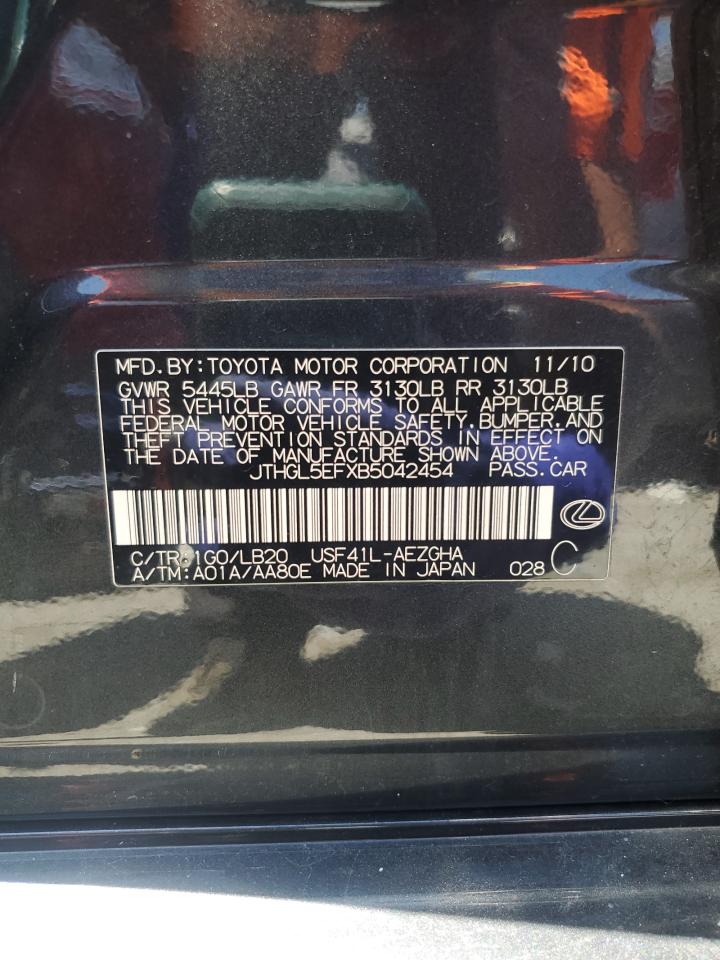 MFD.BY:TOYOTA MOTOR CORPORATION 11/10
GVWR 5445LB GAWR FR 3130LB RR 3130LB
THIS VEHICLE CONFORMS TO ALL APPLICABLE
FEDERAL MOTOR VEHICLE SAFETY,BUMPER,AND
THEFT PREVENTION STANDARDS IN EFFECT ON
THE DATE OF MANUFACTURE SHOWN ABOVE.
JTHGL5EFXB5042454 PASS.CAR
C/TR:1G0/LB20 USF41L-AEZGHA
A/TM:A01A/AA80E MADE IN JAPAN 028 C